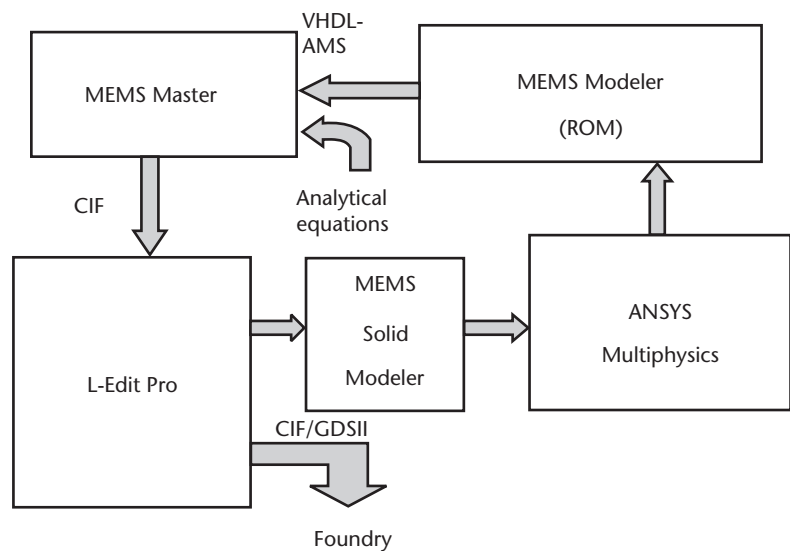 VHDL-
AMS
MEMS Master
MEMS Modeler
(ROM)
CIF
Analytical
equations
MEMS
Solid
Modeler
ANSYS
Multiphysics
L-Edit Pro
CIF/GDSII
Foundry